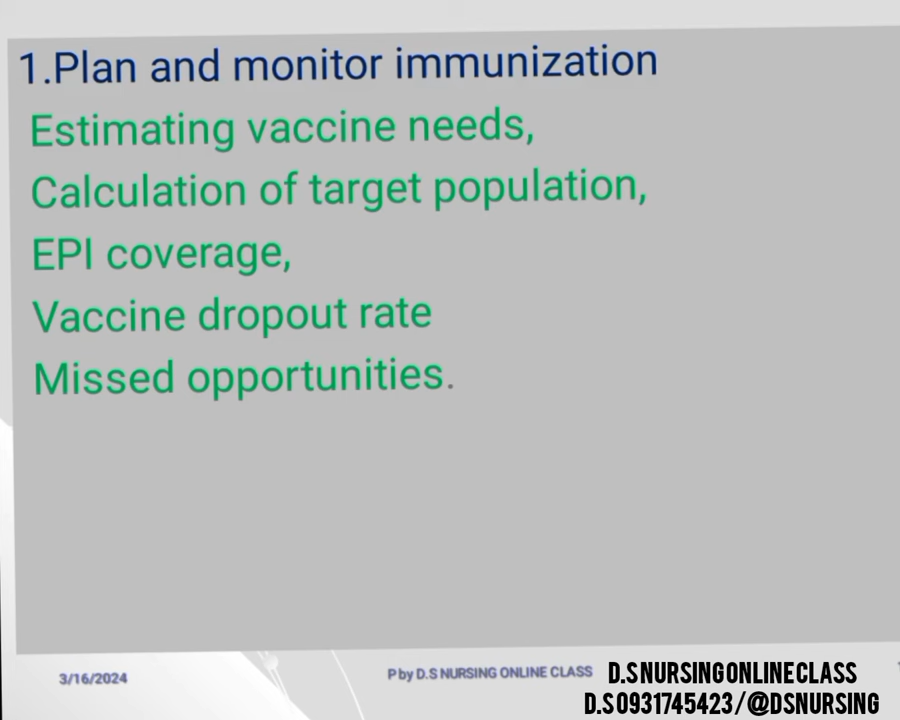 1.Plan and monitor immunization
Estimating vaccine needs,
Calculation of target population,
EPI coverage,
Vaccine dropout rate
Missed opportunities.
3/16/2024
P by D.S NURSING ONLINE CLASS
D.S NURSING ONLINE CLASS
D.S 0931745423/@DSNURSING